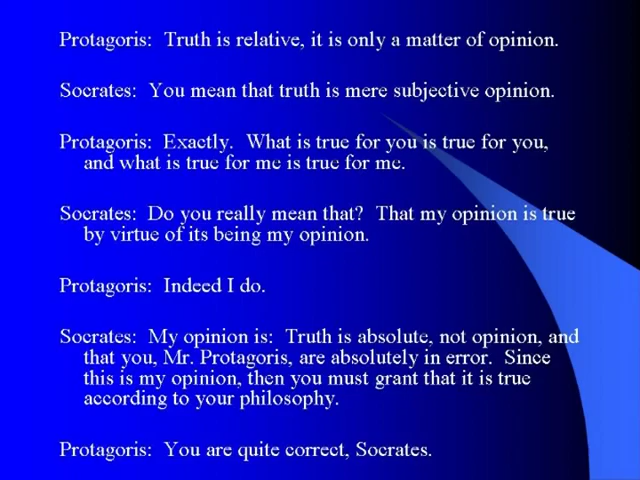 Protagoris:  Truth is relative, it is only a matter of opinion.
Socrates:  You mean that truth is mere subjective opinion.
Protagoris:  Exactly.  What is true for you is true for you,
and what is true for me is true for me.
Socrates:  Do you really mean that?  That my opinion is true
by virtue of its being my opinion.
Protagoris:  Indeed I do.
Socrates:  My opinion is:  Truth is absolute, not opinion, and
that you, Mr. Protagoris, are absolutely in error.  Since
this is my opinion, then you must grant that it is true
according to your philosophy.
Protagoris:  You are quite correct, Socrates.